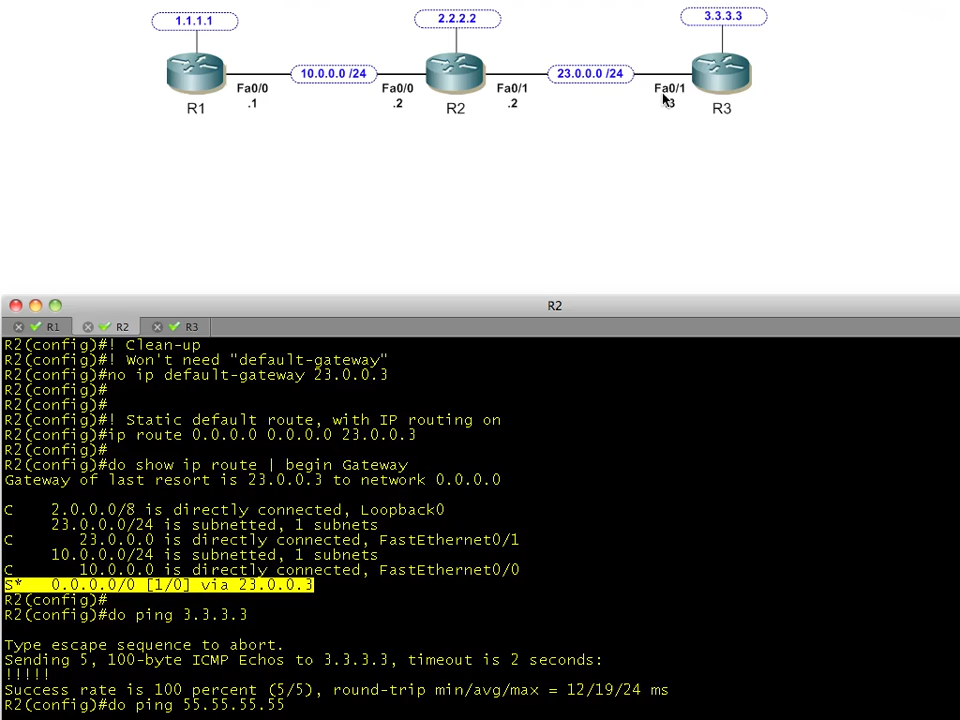 1.1.1.1
2.2.2.2
3.3.3.3
10.0.0.0 /24
23.0.0.0 /24
Fa0/0
.1
Fa0/0
.2
Fa0/1
.2
Fa0/1
R1
R2
R3
R2
R1
R2
R3
R2(config)#! Clean-up
R2(config)#! Won't need "default-gateway"
R2(config)#no ip default-gateway 23.0.0.3
R2(config)#
R2(config)#
R2(config)#! Static default route, with IP routing on
R2(config)#ip route 0.0.0.0 0.0.0.0 23.0.0.3
R2(config)#
R2(config)#do show ip route | begin Gateway
Gateway of last resort is 23.0.0.3 to network 0.0.0.0
C    2.0.0.0/8 is directly connected, Loopback0
     23.0.0.0/24 is subnetted, 1 subnets
C       23.0.0.0 is directly connected, FastEthernet0/1
     10.0.0.0/24 is subnetted, 1 subnets
C       10.0.0.0 is directly connected, FastEthernet0/0
S*   0.0.0.0/0 [1/0] via 23.0.0.3
R2(config)#
R2(config)#do ping 3.3.3.3
Type escape sequence to abort.
Sending 5, 100-byte ICMP Echos to 3.3.3.3, timeout is 2 seconds:
!!!!!
Success rate is 100 percent (5/5), round-trip min/avg/max = 12/19/24 ms
R2(config)#do ping 55.55.55.55